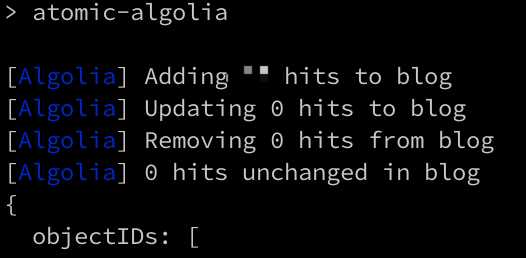 > atomic-algolia
[Algolia] Adding hits to blog
[Algolia] Updating 0 hits to blog
[Algolia] Removing 0 hits from blog
[Algolia] 0 hits unchanged in blog
{
objectIDs: [